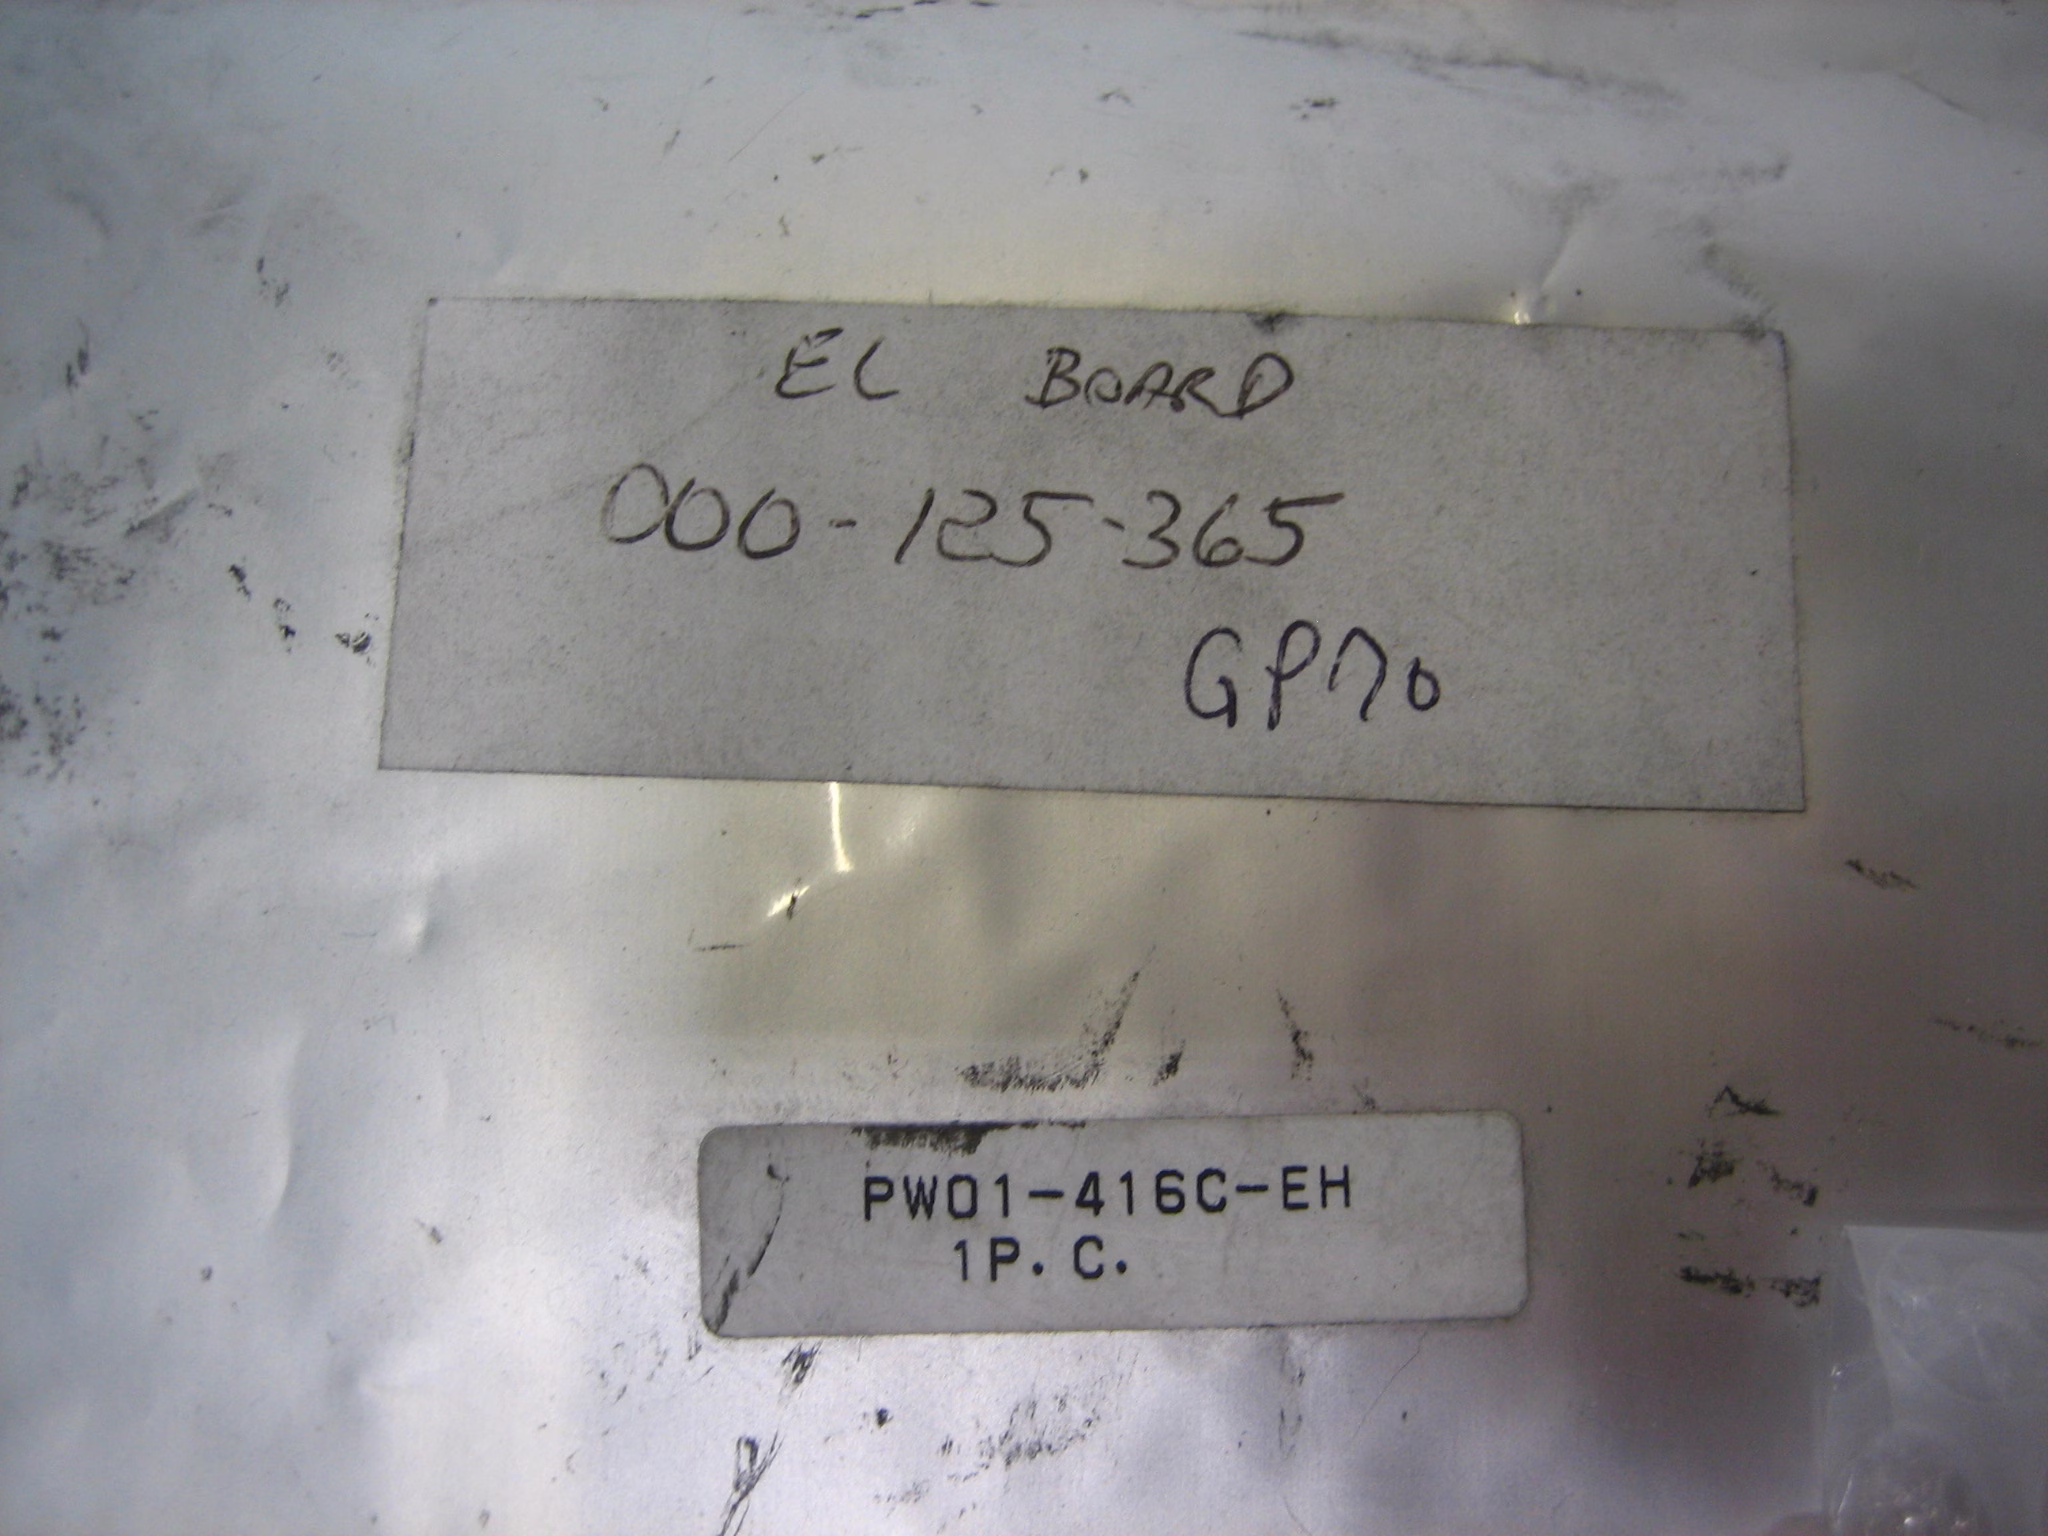 EL BOARD
000-125-365
GP70
PW01-416C-EH
1P.C.